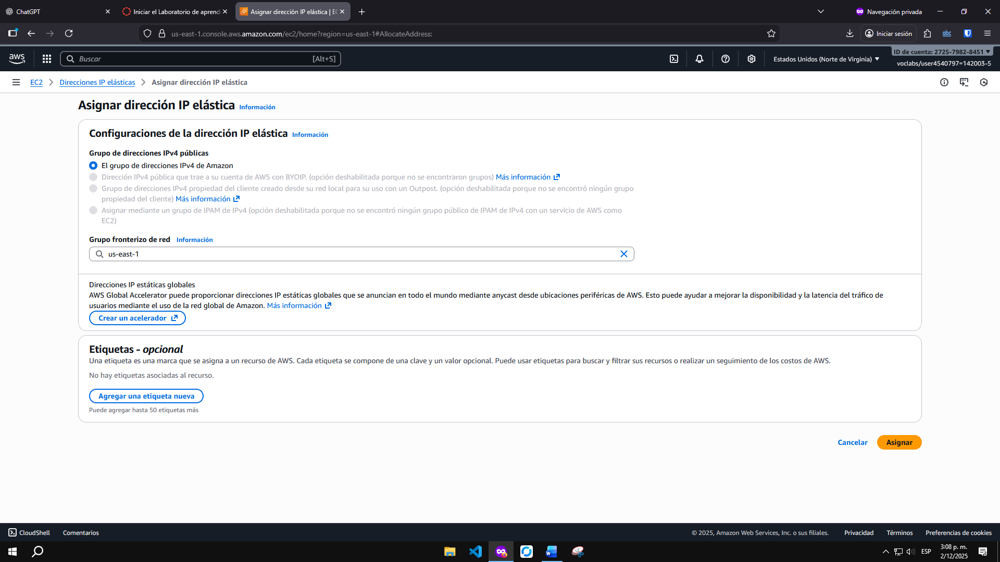 ChatGPT
Iniciar el Laboratorio de aprend
Asignar dirección IP elástica | EC
Navegación privada
us-east-1.console.aws.amazon.com/ec2/home?region=us-east-1#AllocateAddress:
Iniciar sesión
abc
aws
Buscar
[Alt+S]
Estados Unidos (Norte de Virginia)
ID de cuenta: 2725-7982-8451
voclabs/user4540797=142003-5
EC2
Direcciones IP elásticas
Asignar dirección IP elástica
Asignar dirección IP elástica Información
Configuraciones de la dirección IP elástica Información
Grupo de direcciones IPv4 públicas
El grupo de direcciones IPv4 de Amazon
Dirección IPv4 pública que trae a su cuenta de AWS con BYOIP. (opción deshabilitada porque no se encontraron grupos) Más información
Grupo de direcciones IPv4 propiedad del cliente creado desde su red local para su uso con un Outpost. (opción deshabilitada porque no se encontró ningún grupo
propiedad del cliente) Más información
Asignar mediante un grupo de IPAM de IPv4 (opción deshabilitada porque no se encontró ningún grupo público de IPAM de IPv4 con un servicio de AWS como
EC2)
Grupo fronterizo de red Información
us-east-1
Direcciones IP estáticas globales
AWS Global Accelerator puede proporcionar direcciones IP estáticas globales que se anuncian en todo el mundo mediante anycast desde ubicaciones periféricas de AWS. Esto puede ayudar a mejorar la disponibilidad y la latencia del tráfico de
usuarios mediante el uso de la red global de Amazon. Más información
Crear un acelerador
Etiquetas - opcional
Una etiqueta es una marca que se asigna a un recurso de AWS. Cada etiqueta se compone de una clave y un valor opcional. Puede usar etiquetas para buscar y filtrar sus recursos o realizar un seguimiento de los costos de AWS.
No hay etiquetas asociadas al recurso.
Agregar una etiqueta nueva
Puede agregar hasta 50 etiquetas más
Cancelar
Asignar
CloudShell
Comentarios
© 2025, Amazon Web Services, Inc. o sus filiales.
Privacidad
Términos
Preferencias de cookies
ESP
3:08 p. m.
2/12/2025